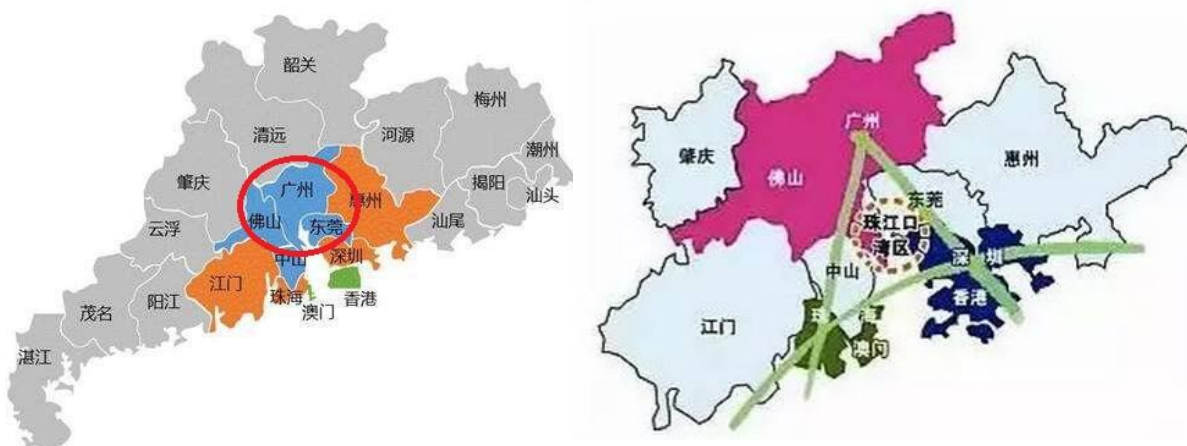 韶关
梅州
清远
河源
潮州
肇庆
广州
揭阳
汕头
惠州
云浮
佛山
东莞
汕尾
中山
深圳
江门
珠海
香港
澳门
阳江
茂名
湛江
广州
肇庆
惠州
佛山
东莞
珠江口
湾区
中山
深圳
香港
江门
珠海
澳门